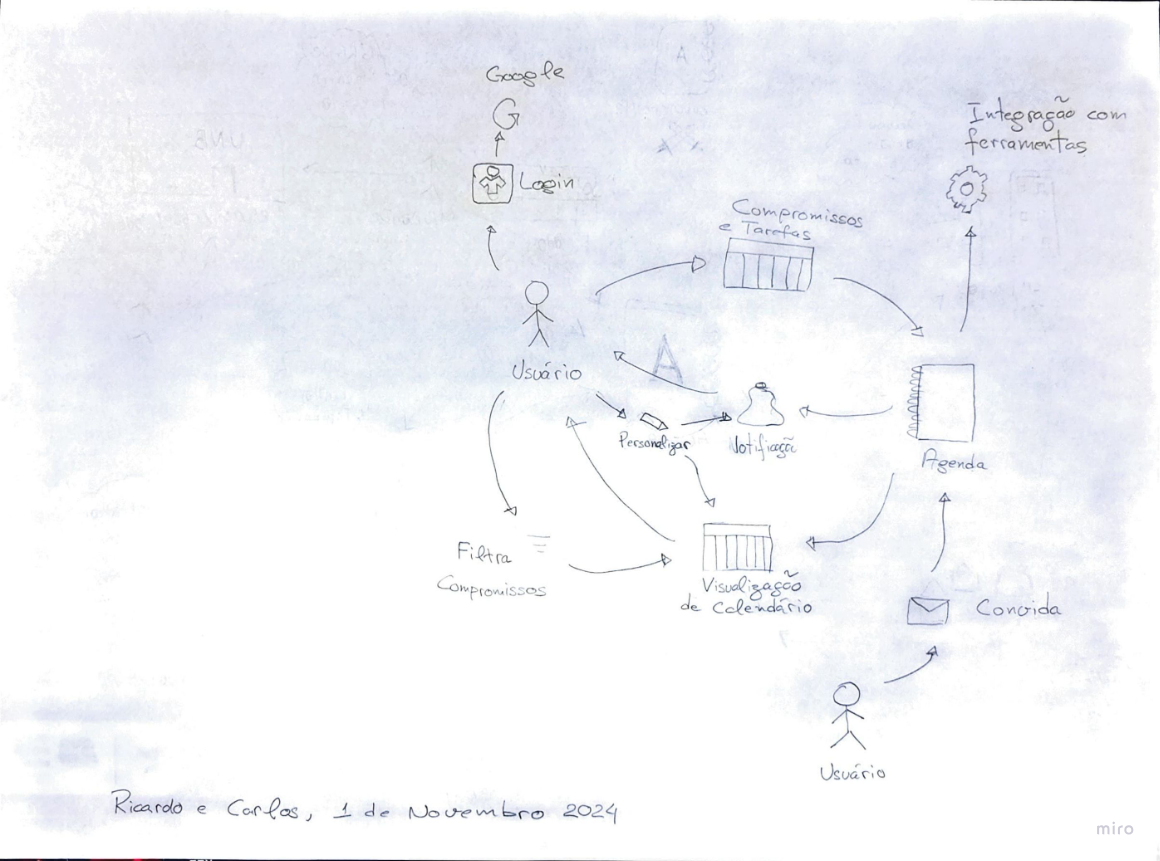 Google
G
Login
Integração com
ferramentas
Compromissos
e Tarefas
Usuário
Personalizar
Notificação
Agenda
Filtra
Compromissos
Visualização
de Calendário
Convida
Usuário
Ricardo e Carlos, 1 de Novembro 2024
miro